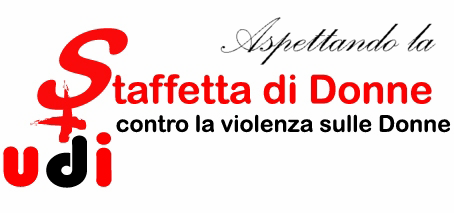 Aspettando la
Staffetta di Donne
contro la violenza sulle Donne
udi